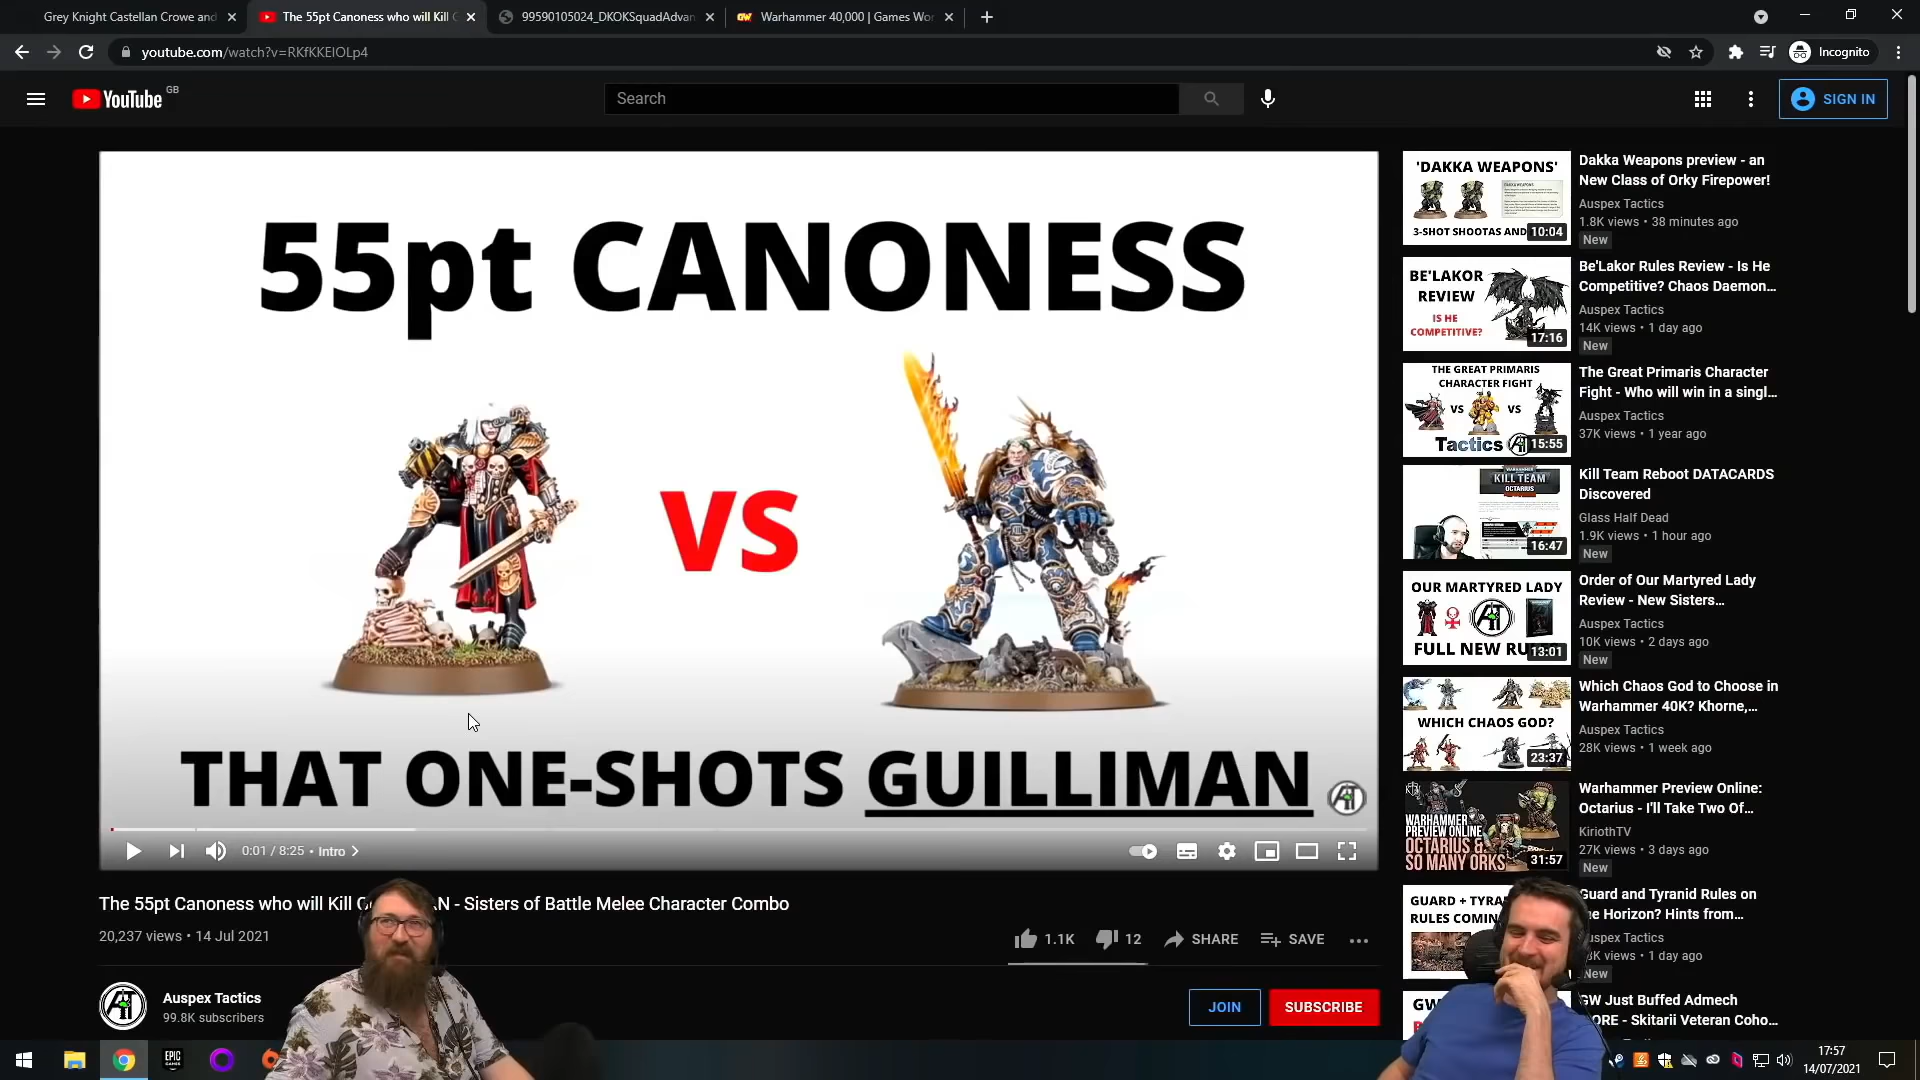 Grey Knight Castellan Crowe and
The 55pt Canoness who will Kill
99590105024_DKOKSquadAdvan
Warhammer 40,000 | Games Wor
youtube.com/watch?v=RKfKKEIOLp4
Incognito
YouTube GB
Search
SIGN IN
55pt CANONESS
VS
THAT ONE-SHOTS GUILLIMAN
0:01 / 8:25 • Intro
The 55pt Canoness who will Kill - Sisters of Battle Melee Character Combo
20,237 views • 14 Jul 2021
1.1K
12
SHARE
SAVE
Auspex Tactics
99.8K subscribers
JOIN
SUBSCRIBE
'DAKKA WEAPONS'
3-SHOT SHOOTAS AND
10:04
Dakka Weapons preview - an
New Class of Orky Firepower!
Auspex Tactics
1.8K views • 38 minutes ago
New
BE'LAKOR
REVIEW
IS HE
COMPETITIVE?
17:16
Be'Lakor Rules Review - Is He
Competitive? Chaos Daemon...
Auspex Tactics
14K views • 1 day ago
New
THE GREAT PRIMARIS
CHARACTER FIGHT
VS VS
Tactics
15:55
The Great Primaris Character
Fight - Who will win in a singl...
Auspex Tactics
37K views • 1 year ago
WARHAMMER
KILL TEAM
OCTARIUS
16:47
Kill Team Reboot DATACARDS
Discovered
Glass Half Dead
1.9K views • 1 hour ago
New
OUR MARTYRED LADY
FULL NEW RU
13:01
Order of Our Martyred Lady
Review - New Sisters...
Auspex Tactics
10K views • 2 days ago
New
WHICH CHAOS GOD?
23:37
Which Chaos God to Choose in
Warhammer 40K? Khorne,...
Auspex Tactics
28K views • 1 week ago
WARHAMMER
PREVIEW ONLINE
OCTARIUS &
SO MANY ORKS
31:57
Warhammer Preview Online:
Octarius - I'll Take Two Of...
KiriothTV
27K views • 3 days ago
New
GUARD + TYRA
RULES COMIN
Guard and Tyranid Rules on
Horizon? Hints from...
uspex Tactics
views • 1 day ago
New
GW
GW Just Buffed Admech
ORE - Skitarii Veteran Coho...
EPIC
GAMES
17:57
14/07/2021